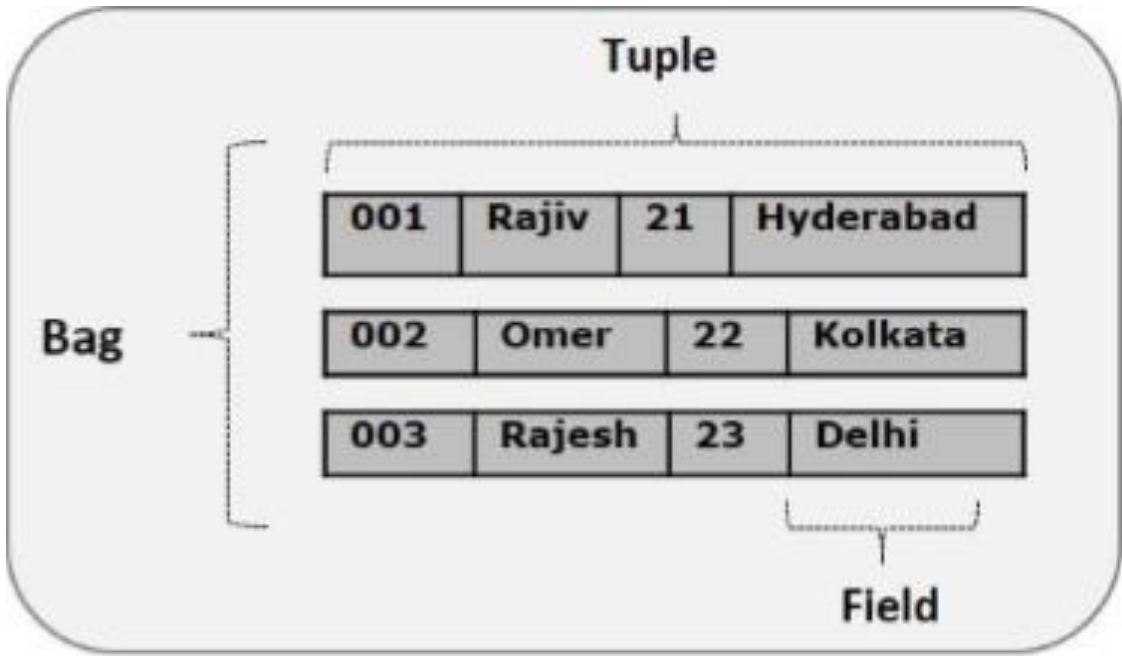 Tuple
001 Rajiv 21 Hyderabad
Bag
002 Omer 22 Kolkata
003 Rajesh 23 Delhi
Field